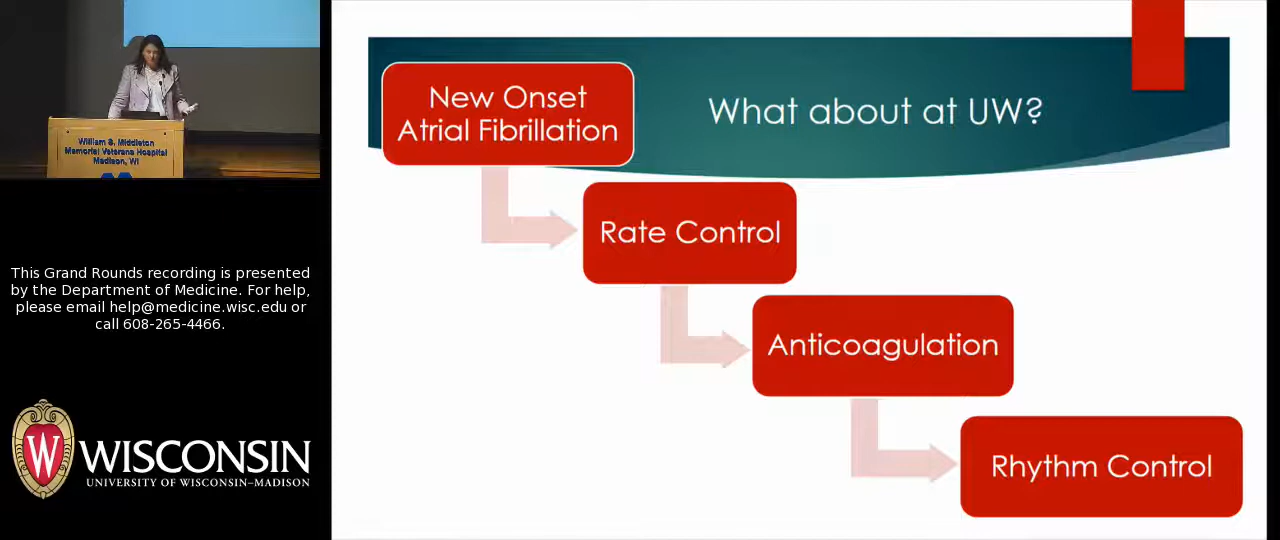 William S. Middleton
Memorial Veterans Hospital
Madison, WI
This Grand Rounds recording is presented
by the Department of Medicine. For help,
please email help@medicine.wisc.edu or
call 608-265-4466.
W WISCONSIN
UNIVERSITY OF WISCONSIN–MADISON
What about at UW?
New Onset
Atrial Fibrillation
Rate Control
Anticoagulation
Rhythm Control